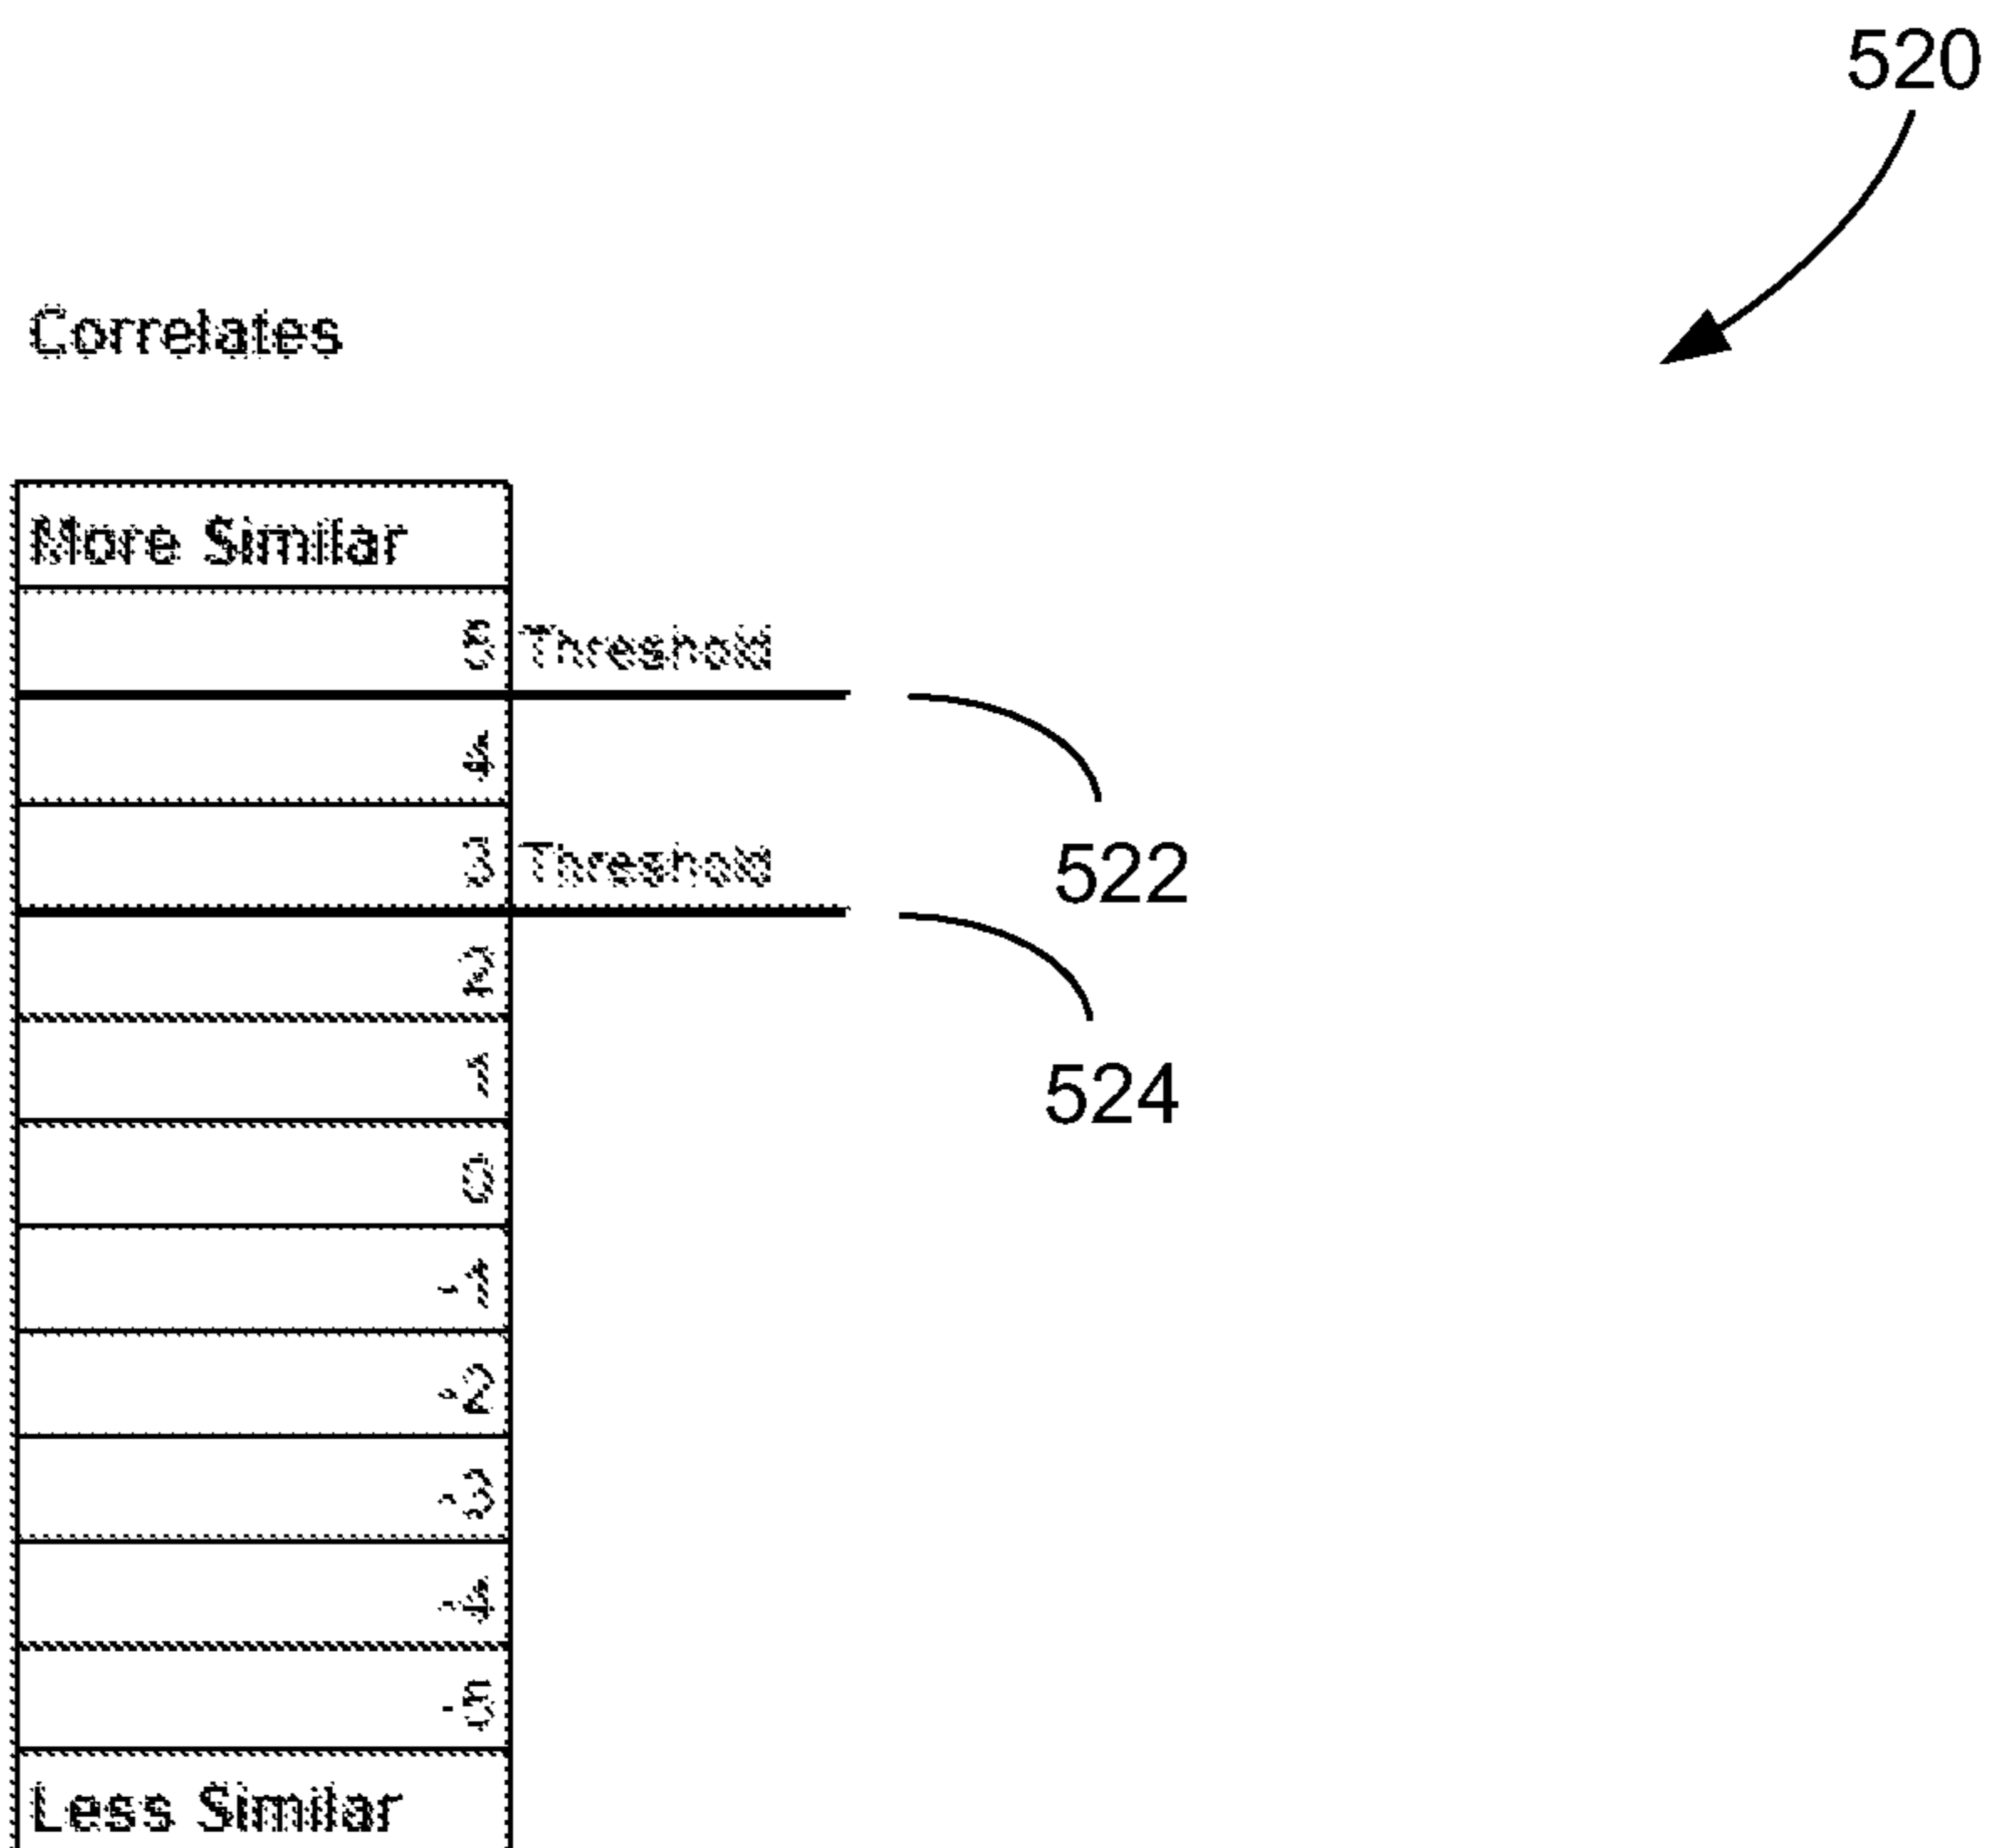 520
Correlates
More Similar
5 Threshold
4
3 Threshold
522
2
1
524
0
-1
-2
-3
-4
-5
Less Similar